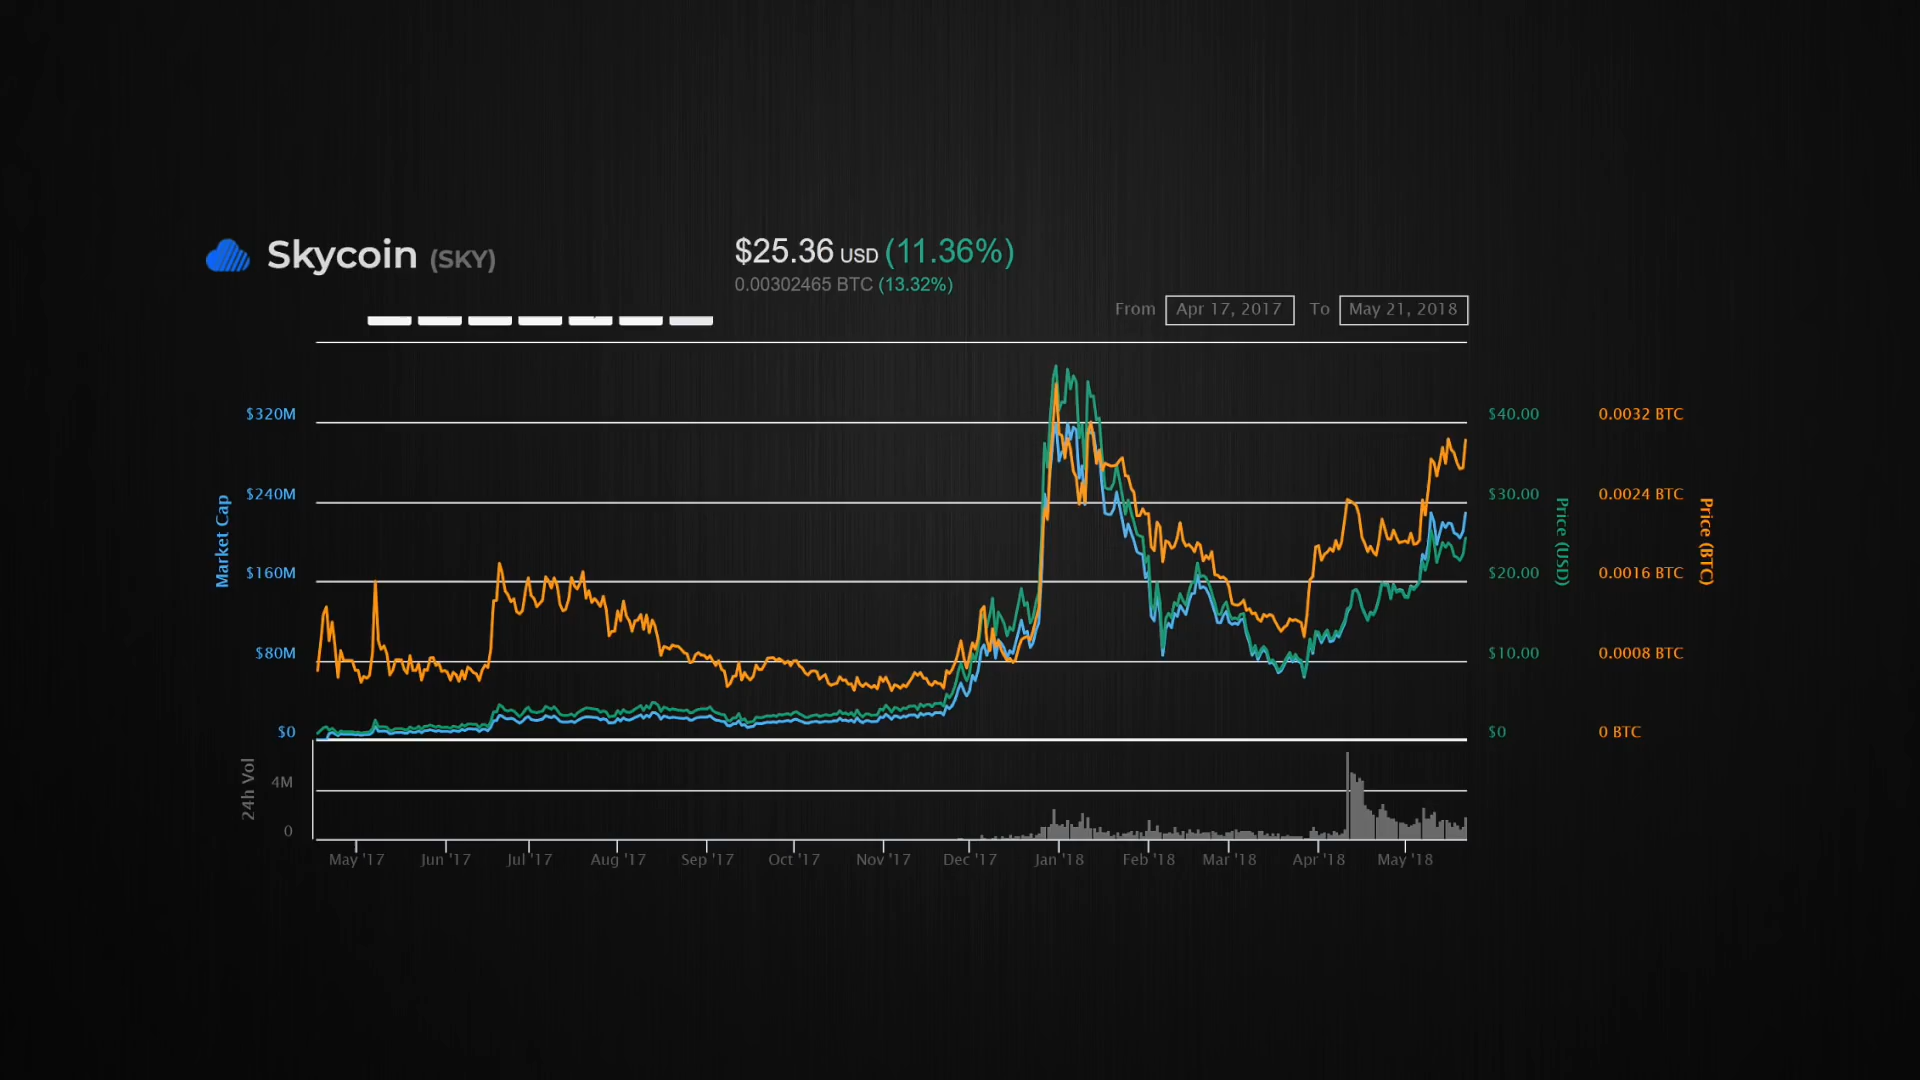 Skycoin (SKY)
$25.36 USD (11.36%)
0.00302465 BTC (13.32%)
From Apr 17, 2017 To May 21, 2018
$320M $40.00 0.0032 BTC
$240M $30.00 0.0024 BTC
Market Cap
Price (USD)
Price (BTC)
$160M $20.00 0.0016 BTC
$80M $10.00 0.0008 BTC
$0 $0 0 BTC
24h Vol
4M
0
May '17 Jun '17 Jul '17 Aug '17 Sep '17 Oct '17 Nov '17 Dec '17 Jan '18 Feb '18 Mar '18 Apr '18 May '18